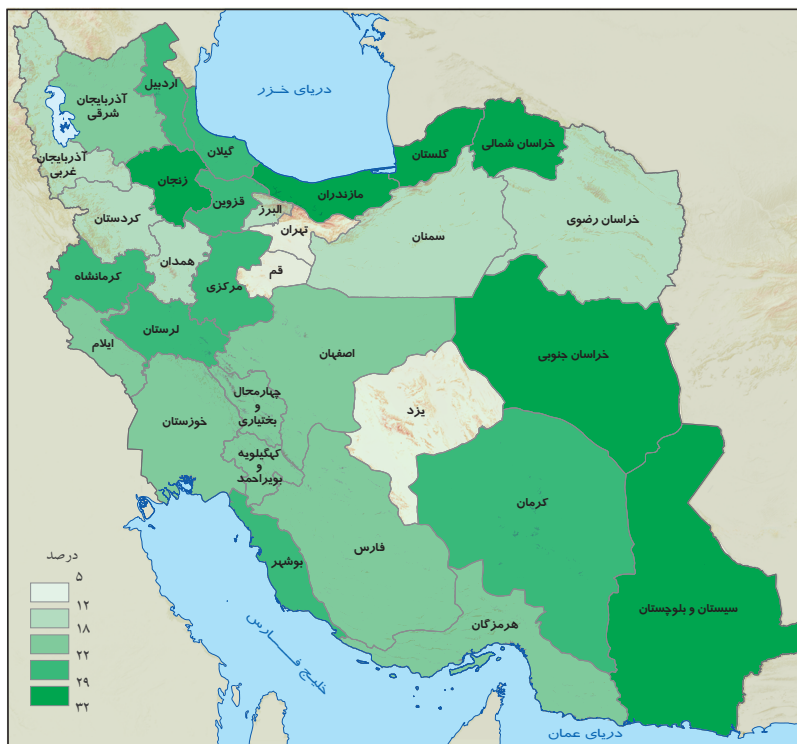 دریای خزر
اردبیل
آذربایجان
شرقی
گیلان
آذربایجان
غربی
زنجان
گلستان
خراسان شمالی
مازندران
قزوین
البرز
کردستان
تهران
سمنان
خراسان رضوی
همدان
قم
کرمانشاه
مرکزی
لرستان
ایلام
اصفهان
خراسان جنوبی
چهارمحال
و
بختیاری
یزد
خوزستان
کهگیلویه
و
بویراحمد
کرمان
فارس
بوشهر
سیستان و بلوچستان
هرمزگان
خلیج فــارس
دریای عمان
درصد
۵
۱۲
۱۸
۲۲
۲۹
۳۲